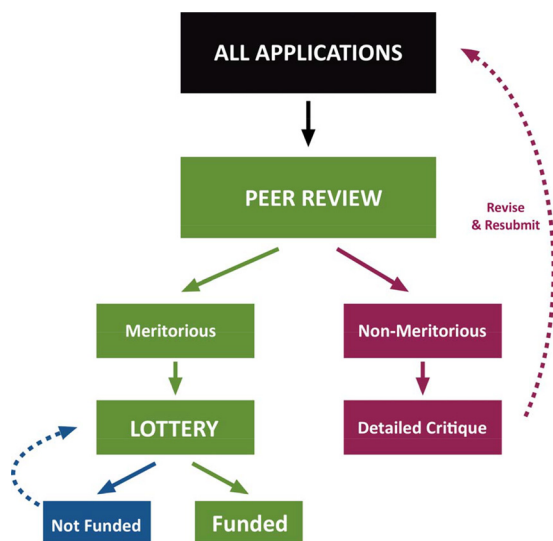 ALL APPLICATIONS
PEER REVIEW
Revise
& Resubmit
Meritorious
Non-Meritorious
LOTTERY
Detailed Critique
Not Funded
Funded